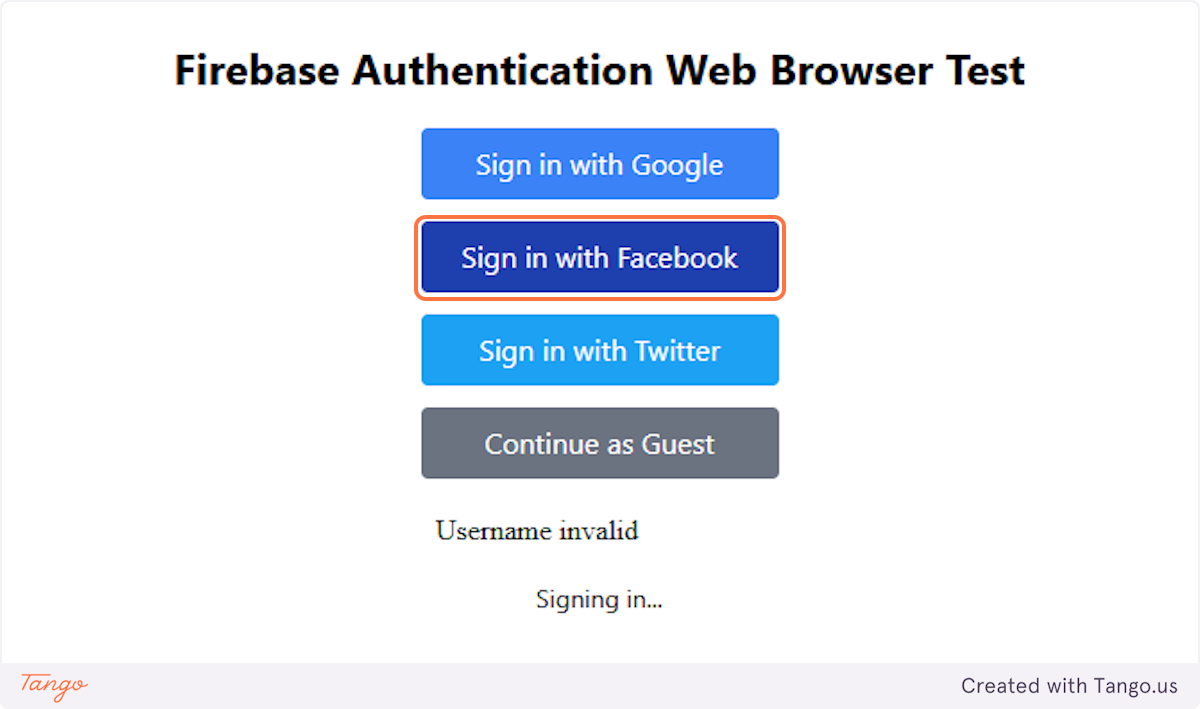 Firebase Authentication Web Browser Test
Sign in with Google
Sign in with Facebook
Sign in with Twitter
Continue as Guest
Username invalid
Signing in...
Tango
Created with Tango.us